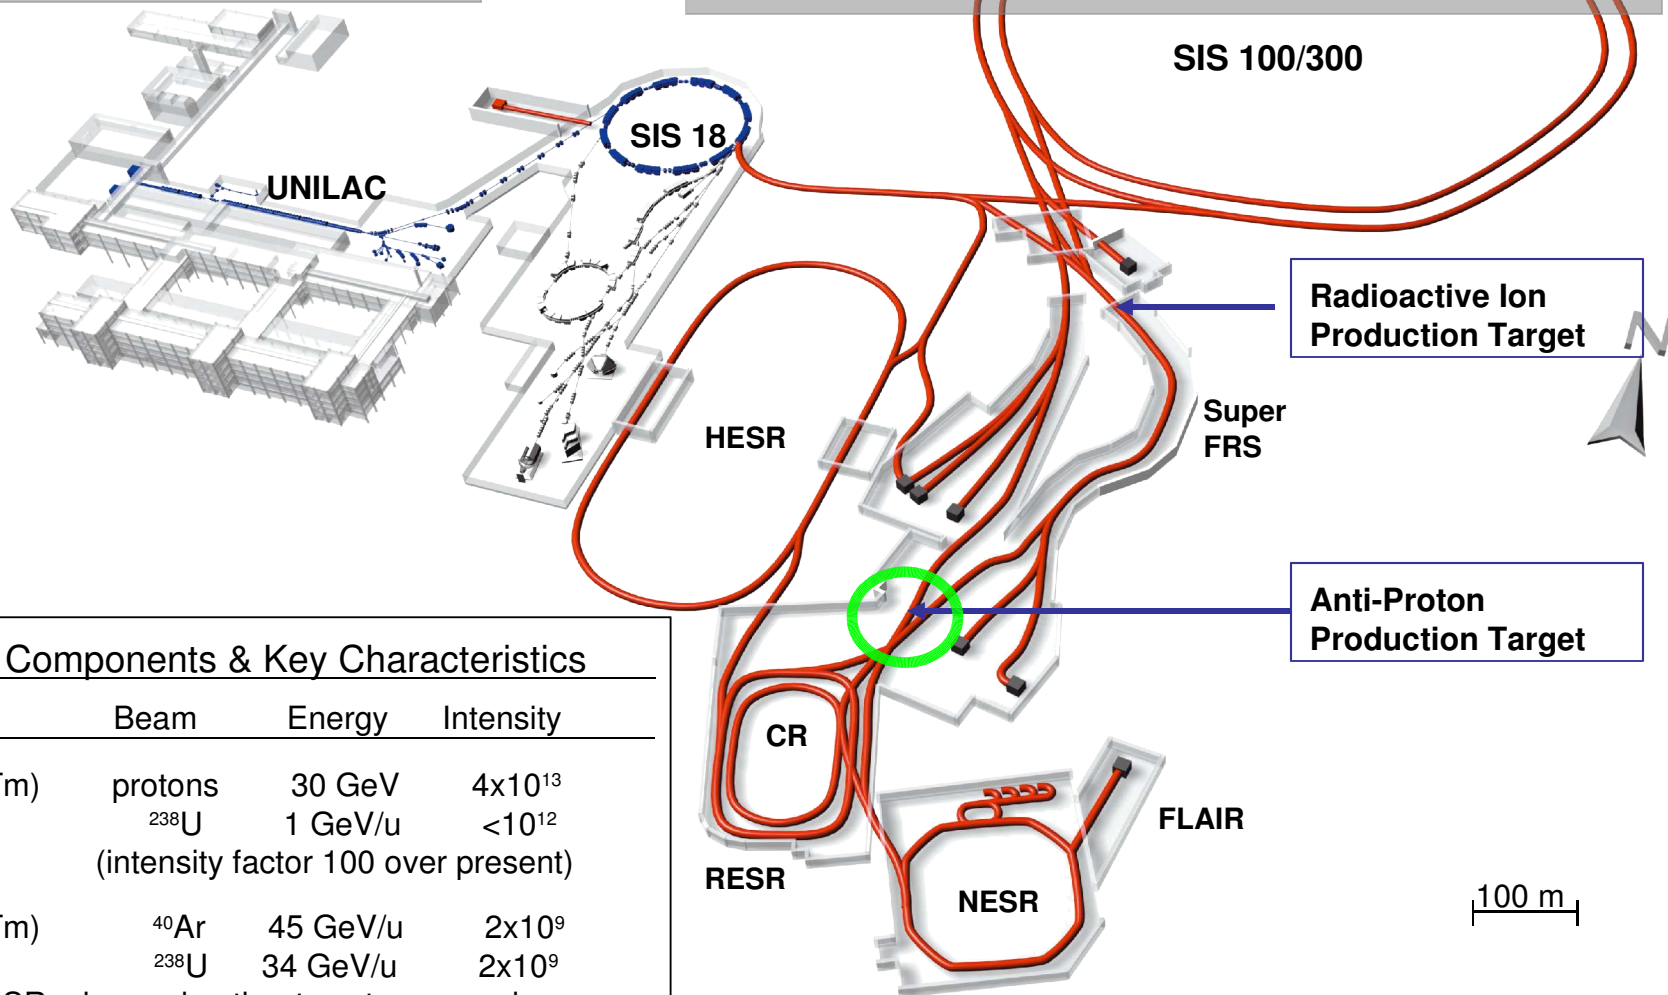 SIS 100/300
SIS 18
UNILAC
Radioactive Ion
Production Target
N
Super
FRS
HESR
Anti-Proton
Production Target
CR
FLAIR
RESR
NESR
100 m
Components & Key Characteristics
Beam Energy Intensity
m) protons 30 GeV 4x10¹³
²³⁸U 1 GeV/u <10¹²
(intensity factor 100 over present)
m) ⁴⁰Ar 45 GeV/u 2x10⁹
²³⁸U 34 GeV/u 2x10⁹